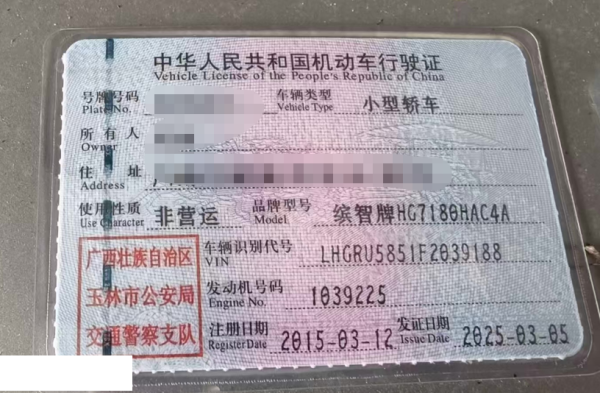 中华人民共和国机动车行驶证
Vehicle License of the People's Republic of China
号牌号码 车辆类型 小型轿车
Plate No. Vehicle Type
所有人
Owner
住址
Address
使用性质 非营运 品牌型号 缤智牌HG7180HAC4A
Use Character Model
广西壮族自治区 车辆识别代号 LHGRU5851F2039188
VIN
玉林市公安局 发动机号码 1039225
Engine No.
交通警察支队 注册日期 2015-03-12 发证日期 2025-03-05
Register Date Issue Date